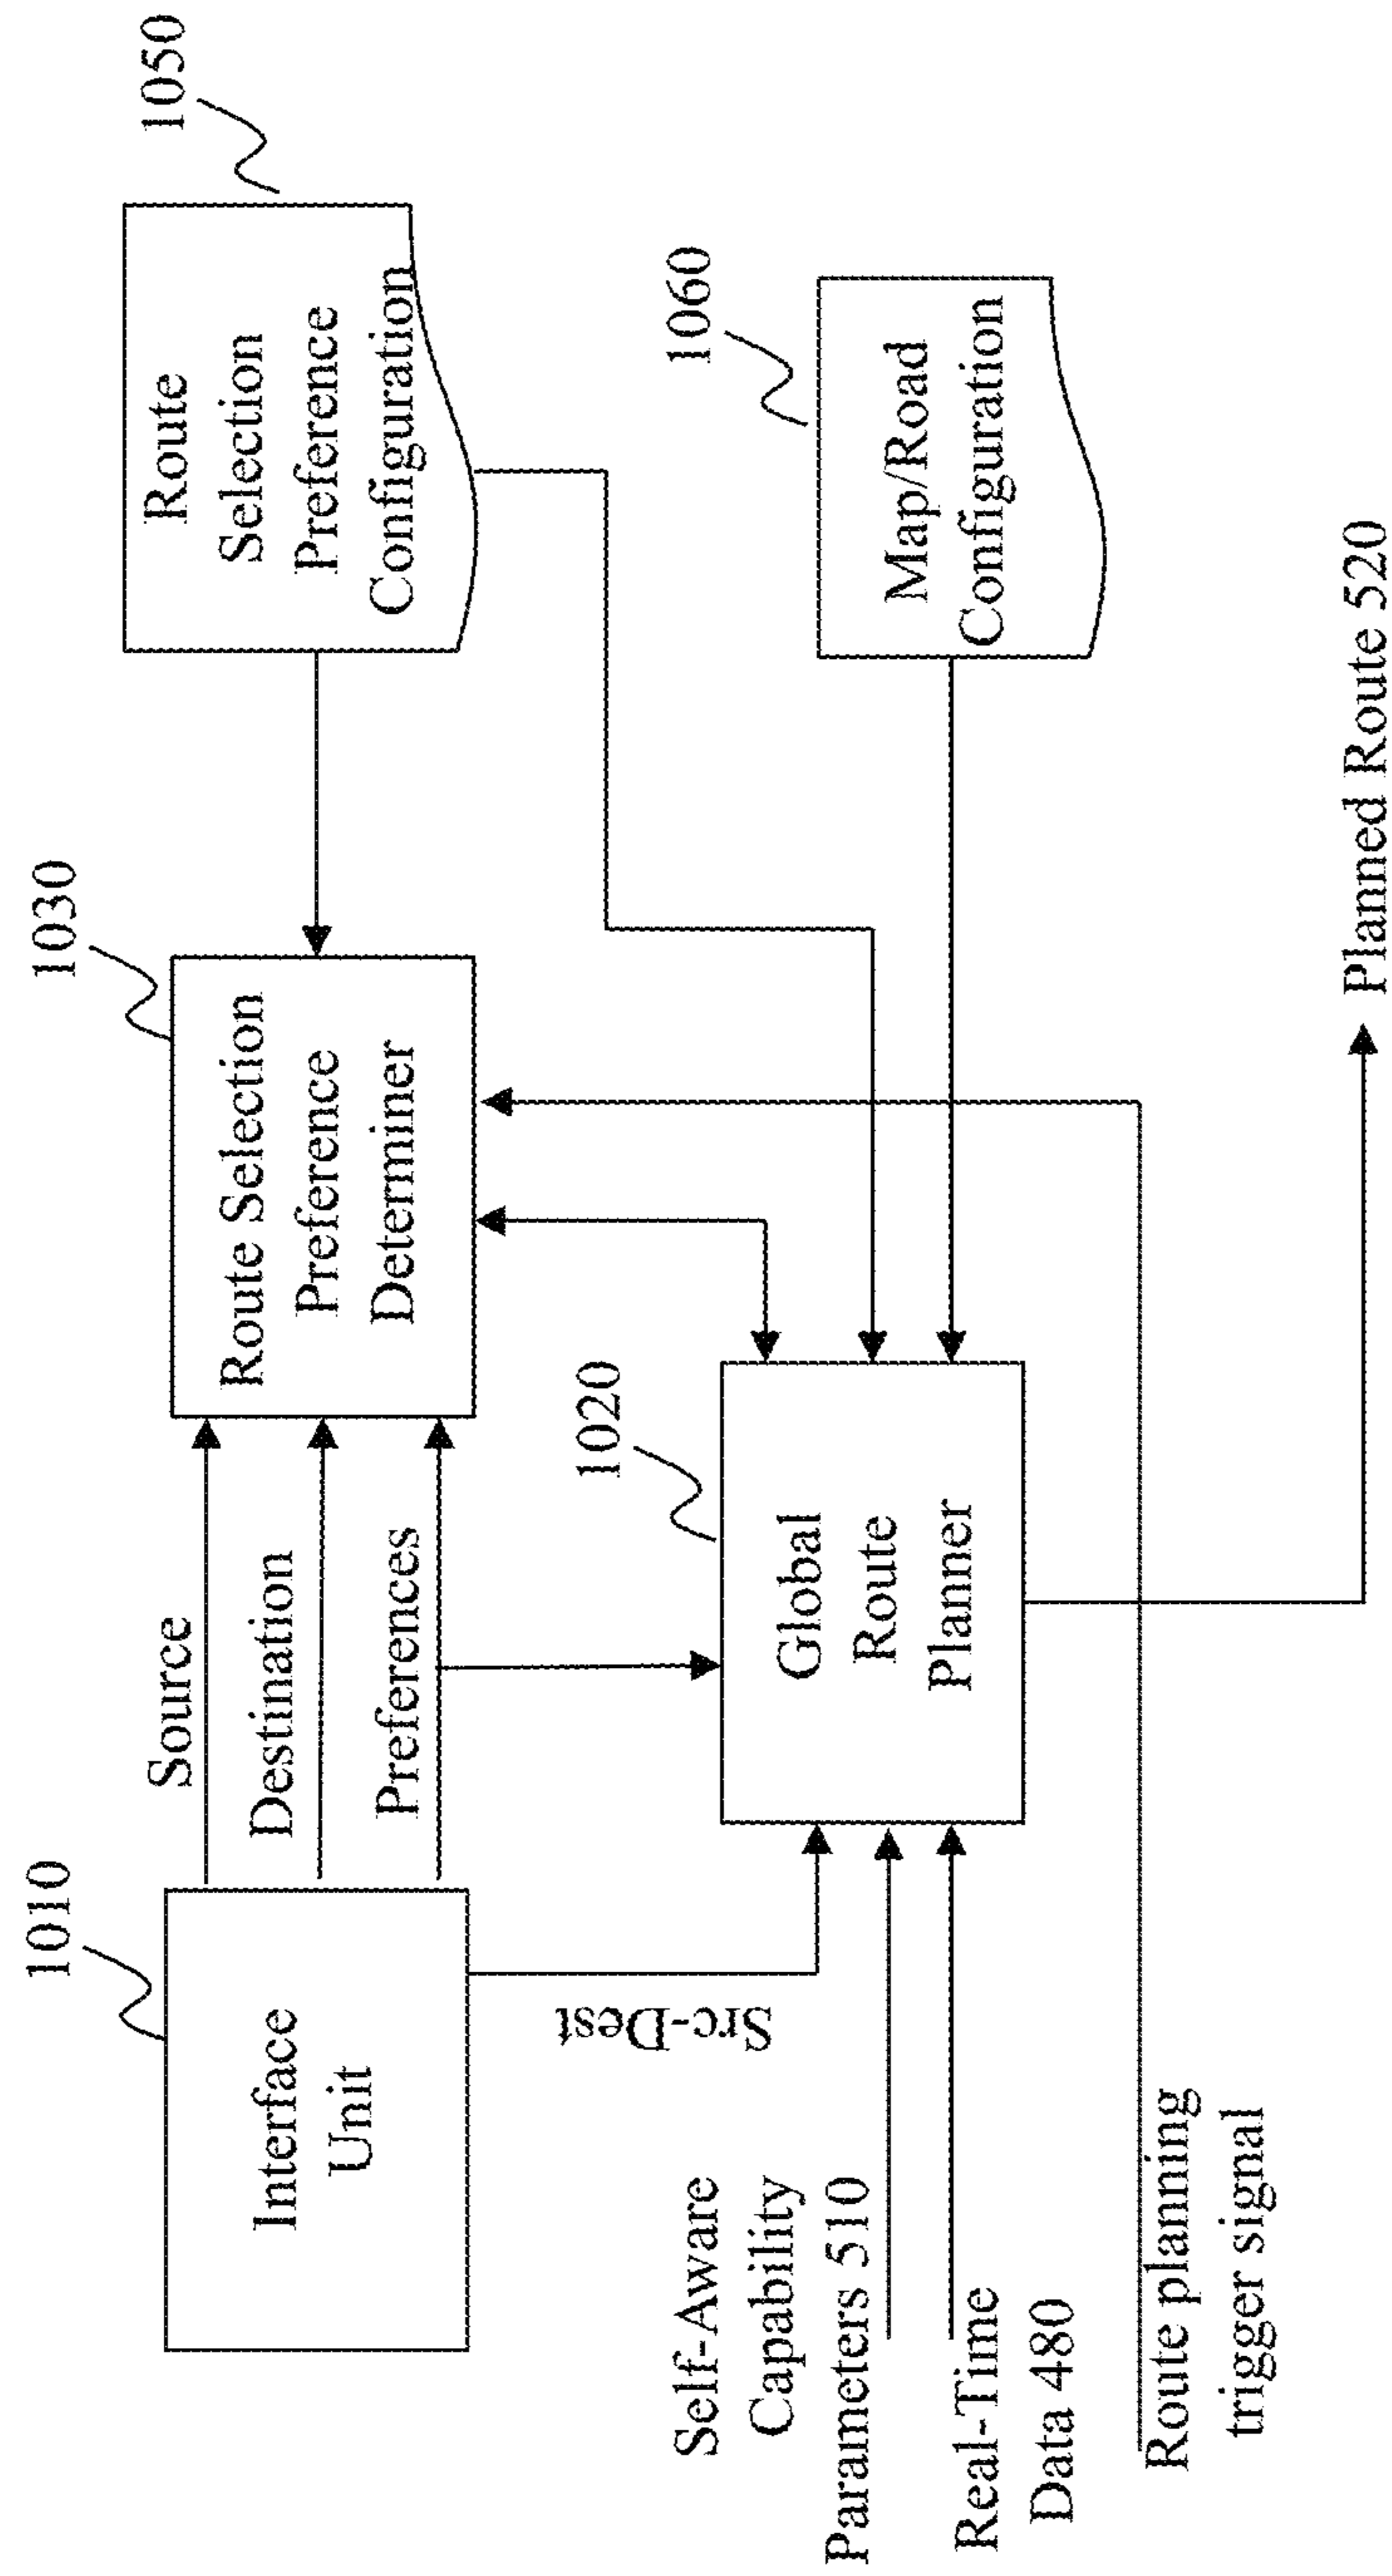 1010
Interface
Unit
Source
Destination
Preferences
1030
Route Selection
Preference
Determiner
1050
Route
Selection
Preference
Configuration
Src-Dest
1020
Global
Route
Planner
1060
Map/Road
Configuration
Self-Aware
Capability
Parameters 510
Real-Time
Data 480
Route planning
trigger signal
Planned Route 520